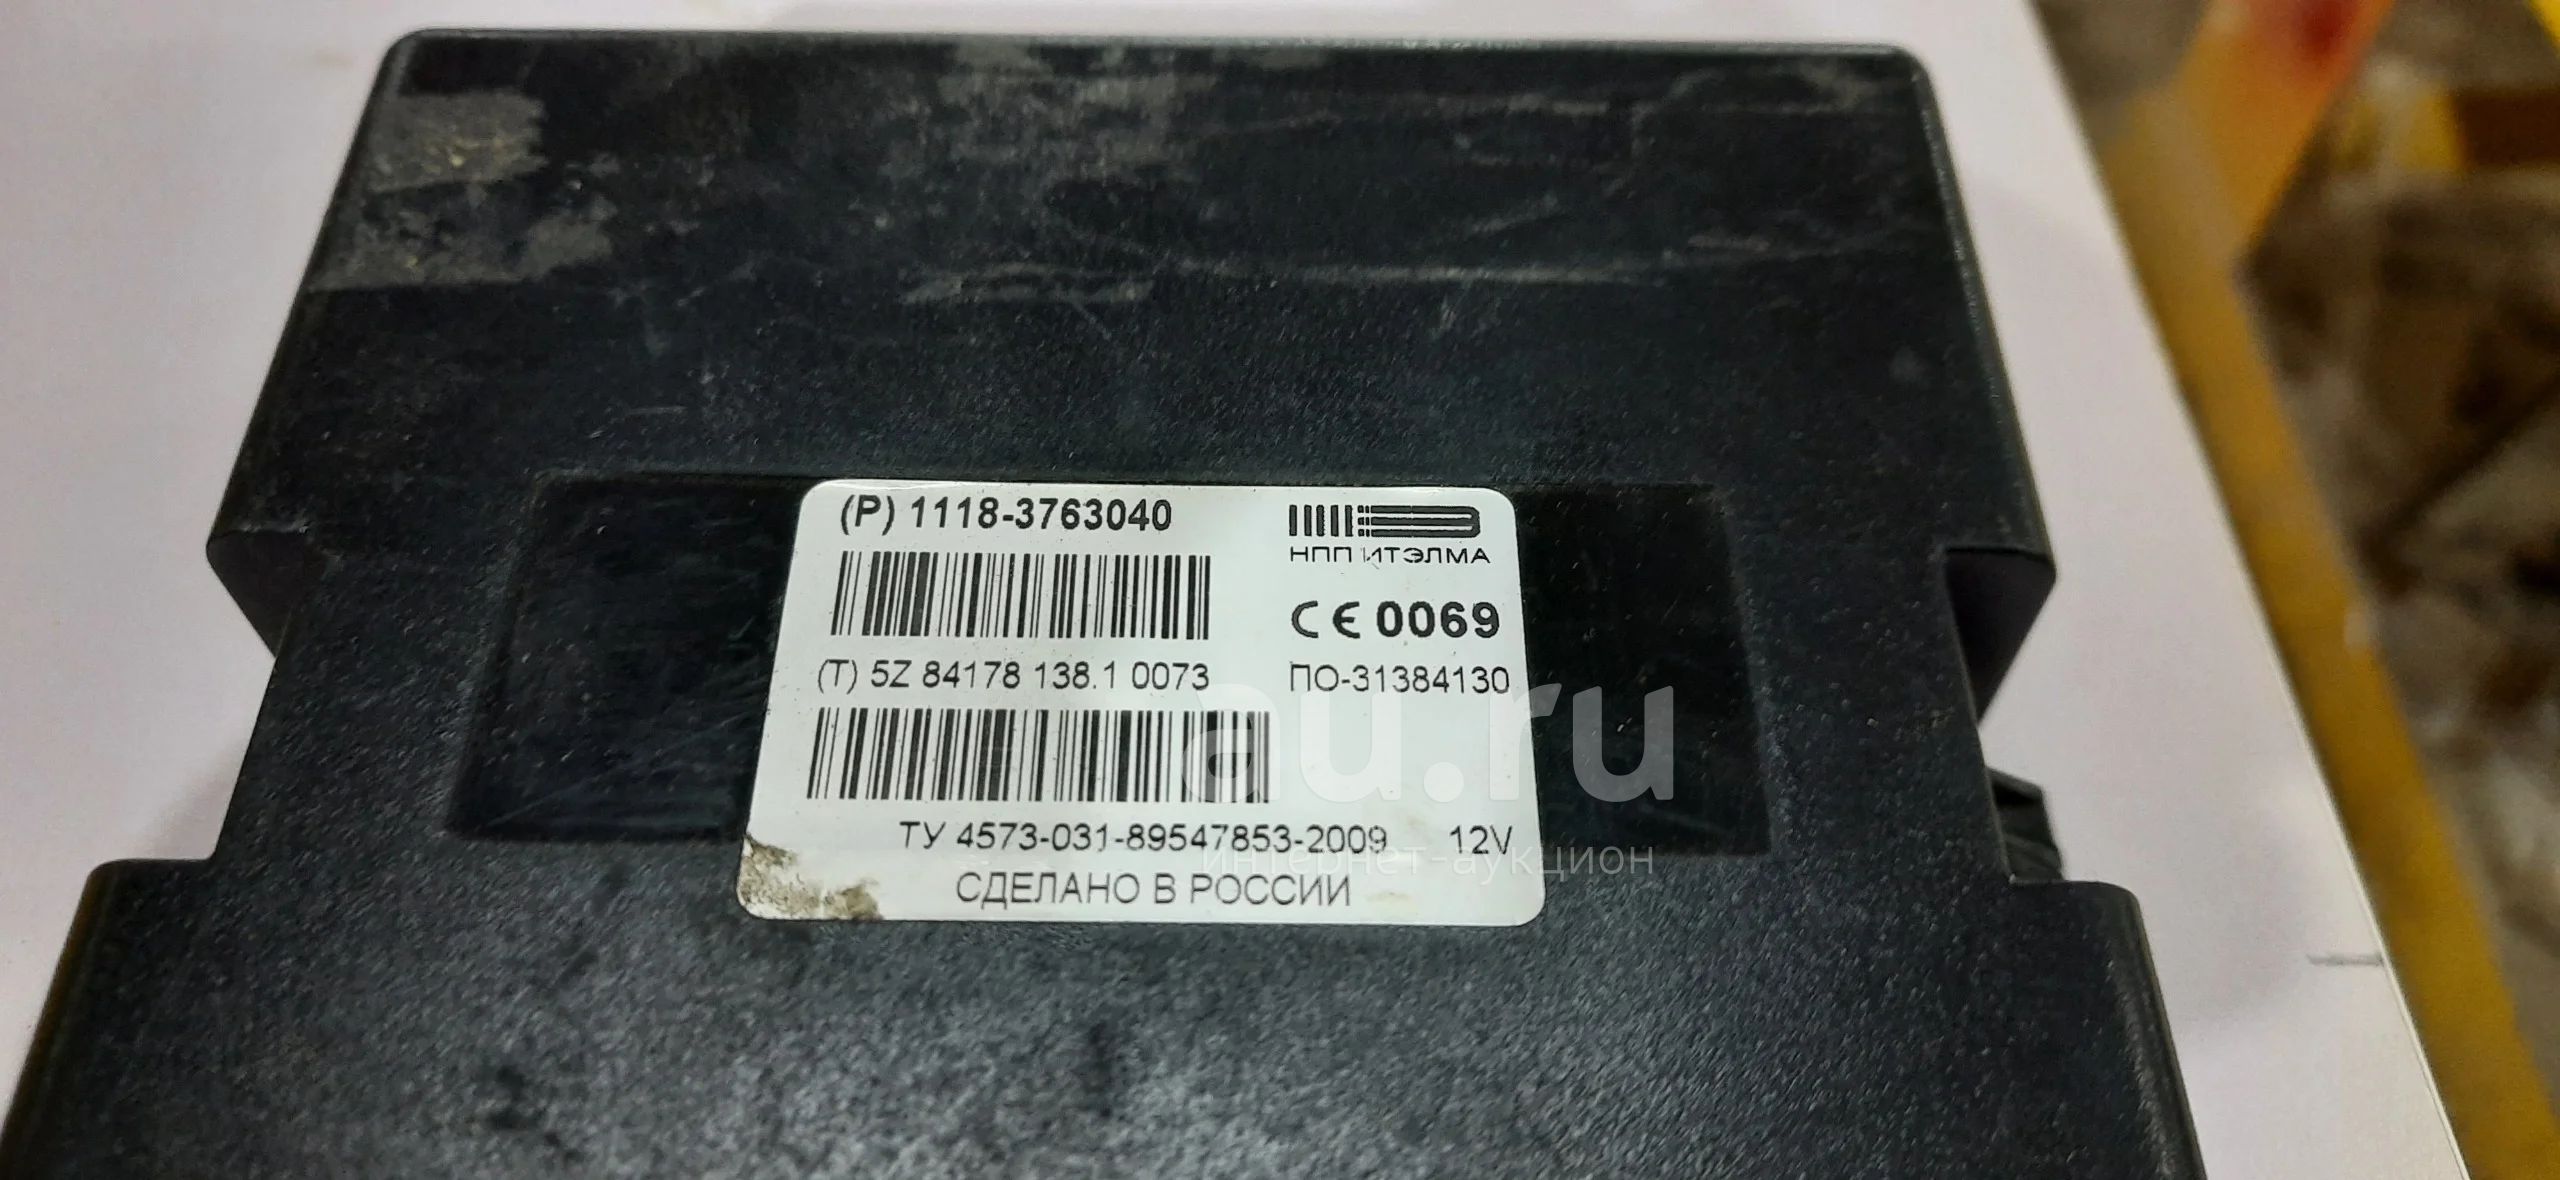 (P) 1118-3763040
НПП ИТЭЛМА
CE 0069
(T) 5Z 84178 138.1 0073
ПО-31384130
au.ru
интернет-аукцион
ТУ 4573-031-89547853-2009 12V
СДЕЛАНО В РОССИИ